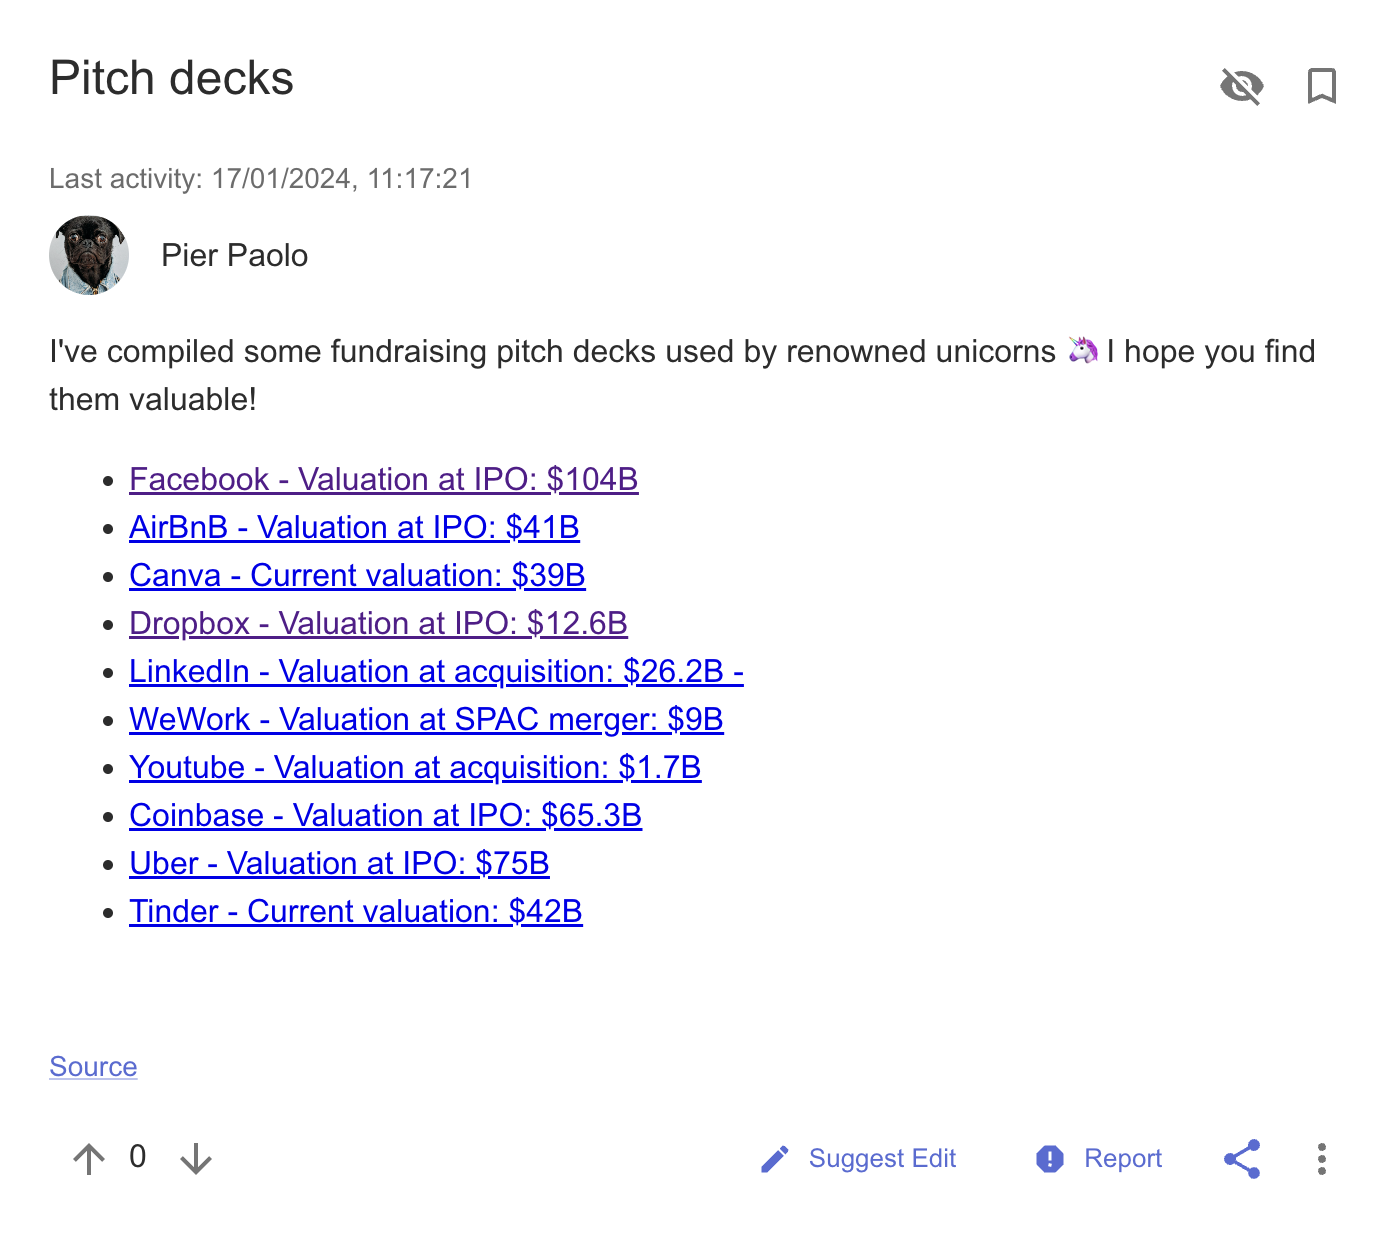 Pitch decks
Last activity: 17/01/2024, 11:17:21
Pier Paolo
I've compiled some fundraising pitch decks used by renowned unicorns 🦄 I hope you find
them valuable!
Facebook - Valuation at IPO: $104B
AirBnB - Valuation at IPO: $41B
Canva - Current valuation: $39B
Dropbox - Valuation at IPO: $12.6B
LinkedIn - Valuation at acquisition: $26.2B -
WeWork - Valuation at SPAC merger: $9B
Youtube - Valuation at acquisition: $1.7B
Coinbase - Valuation at IPO: $65.3B
Uber - Valuation at IPO: $75B
Tinder - Current valuation: $42B
Source
0 Suggest Edit Report